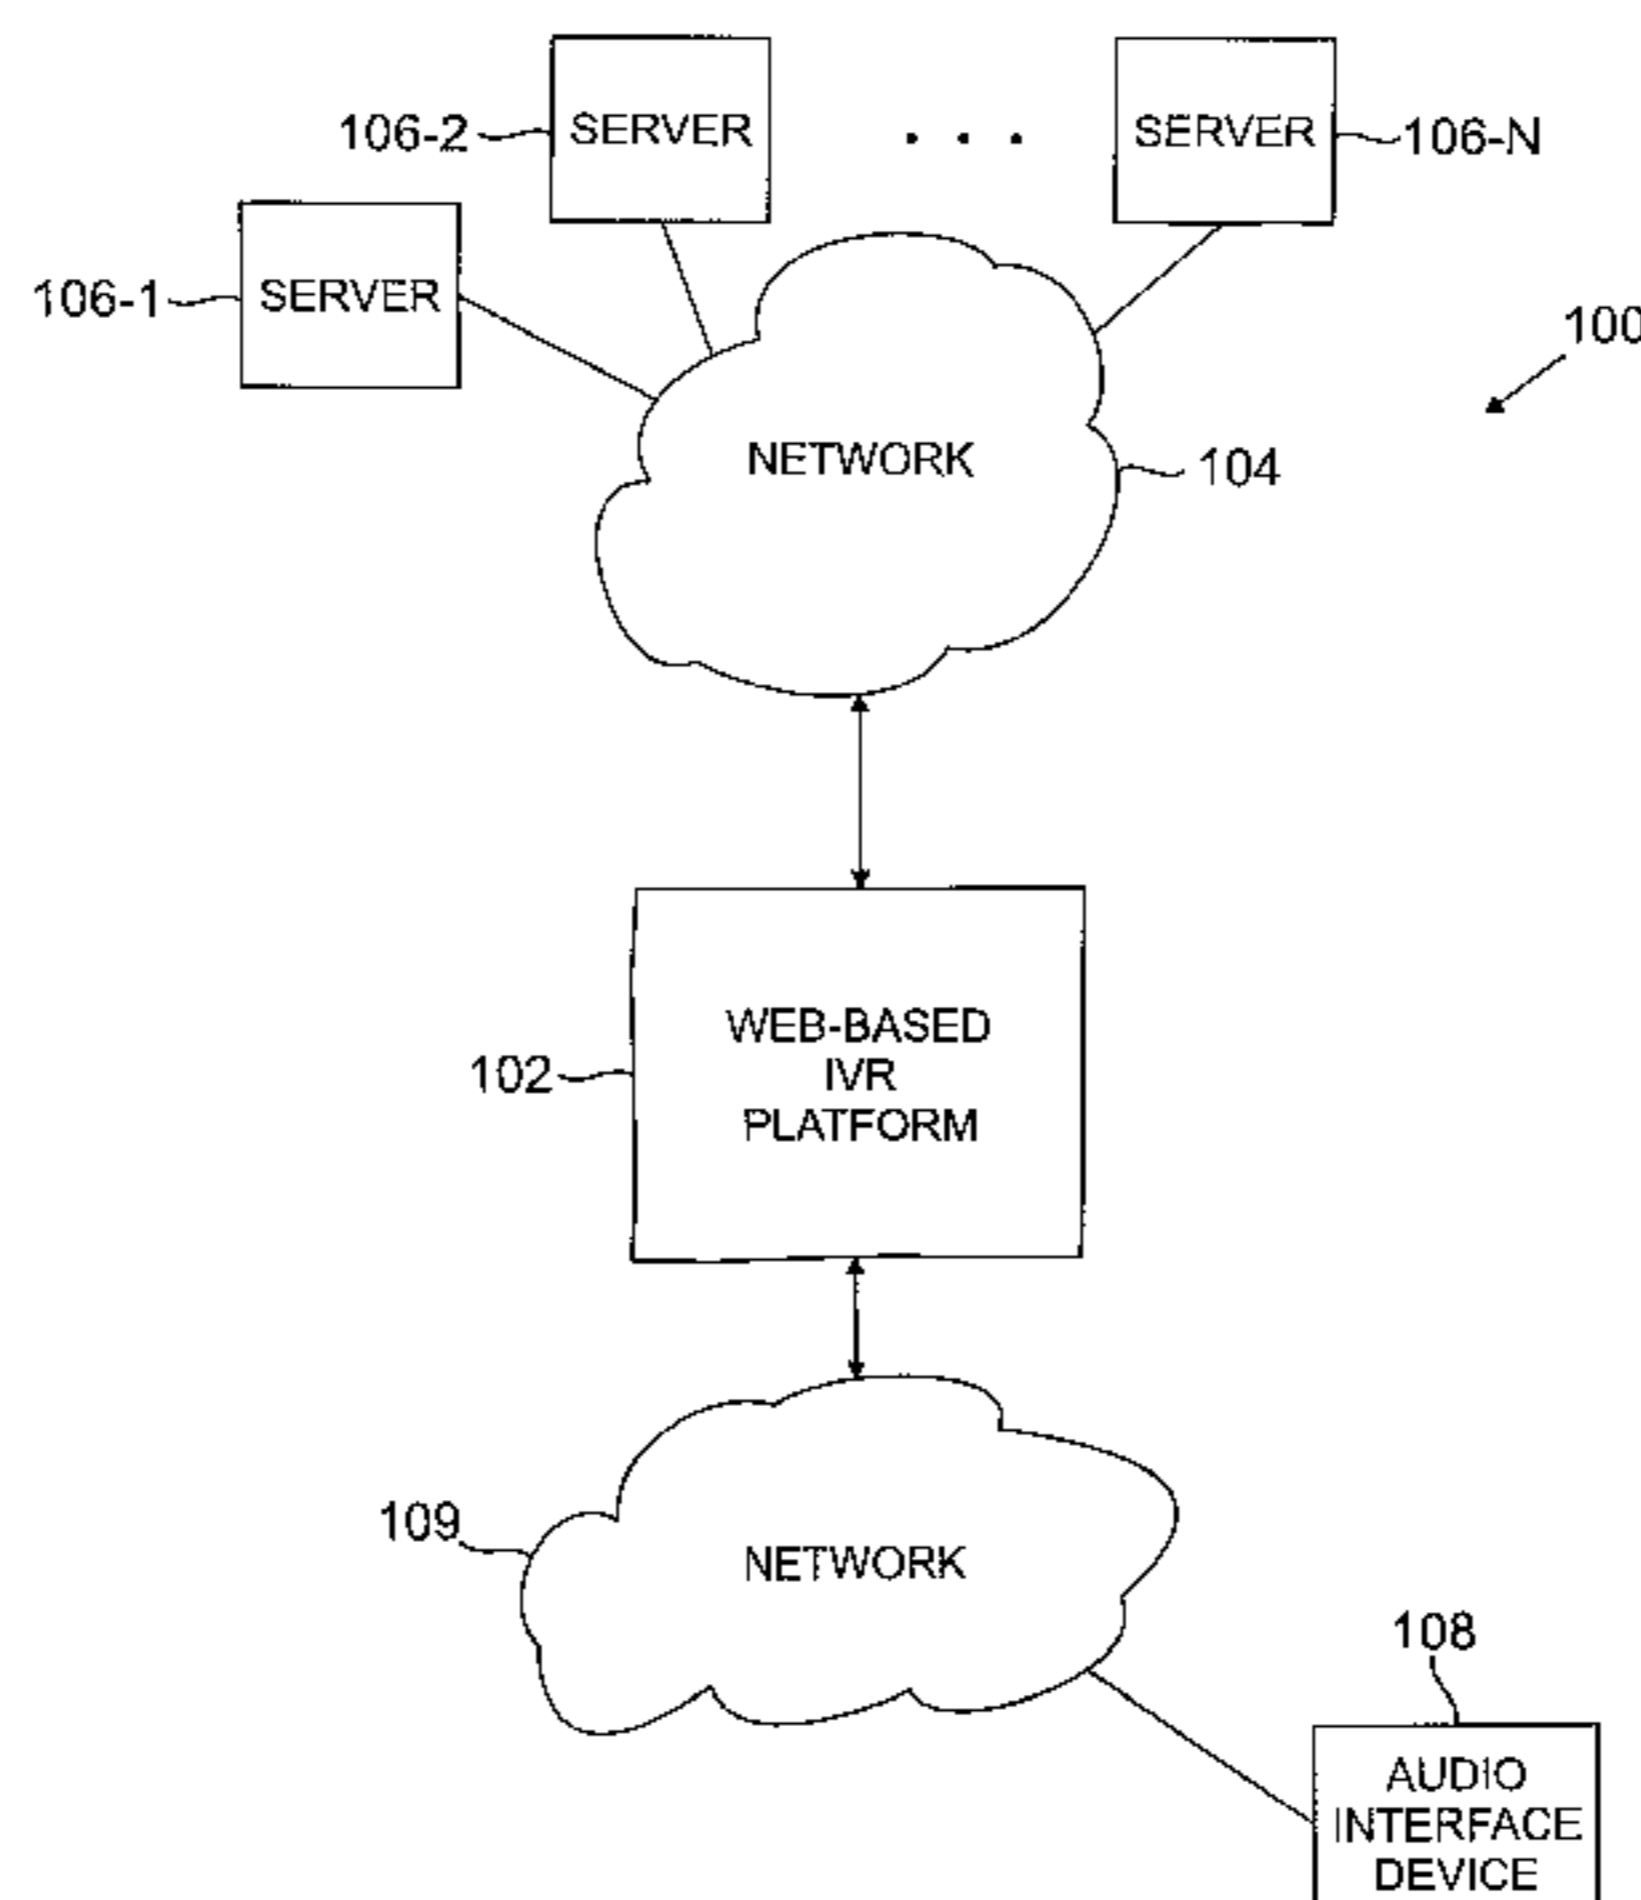 106-2
SERVER
. . .
SERVER
106-N
106-1
SERVER
100
NETWORK
104
102
WEB-BASED
IVR
PLATFORM
109
NETWORK
108
AUDIO
INTERFACE
DEVICE